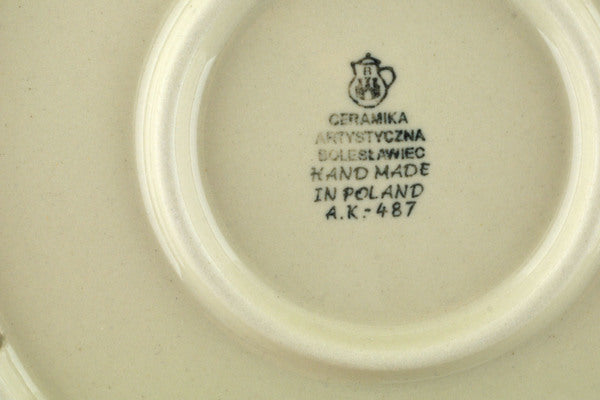 B
CERAMIKA
ARTYSTYCZNA
BOLESŁAWIEC
HAND MADE
IN POLAND
A.K.-487